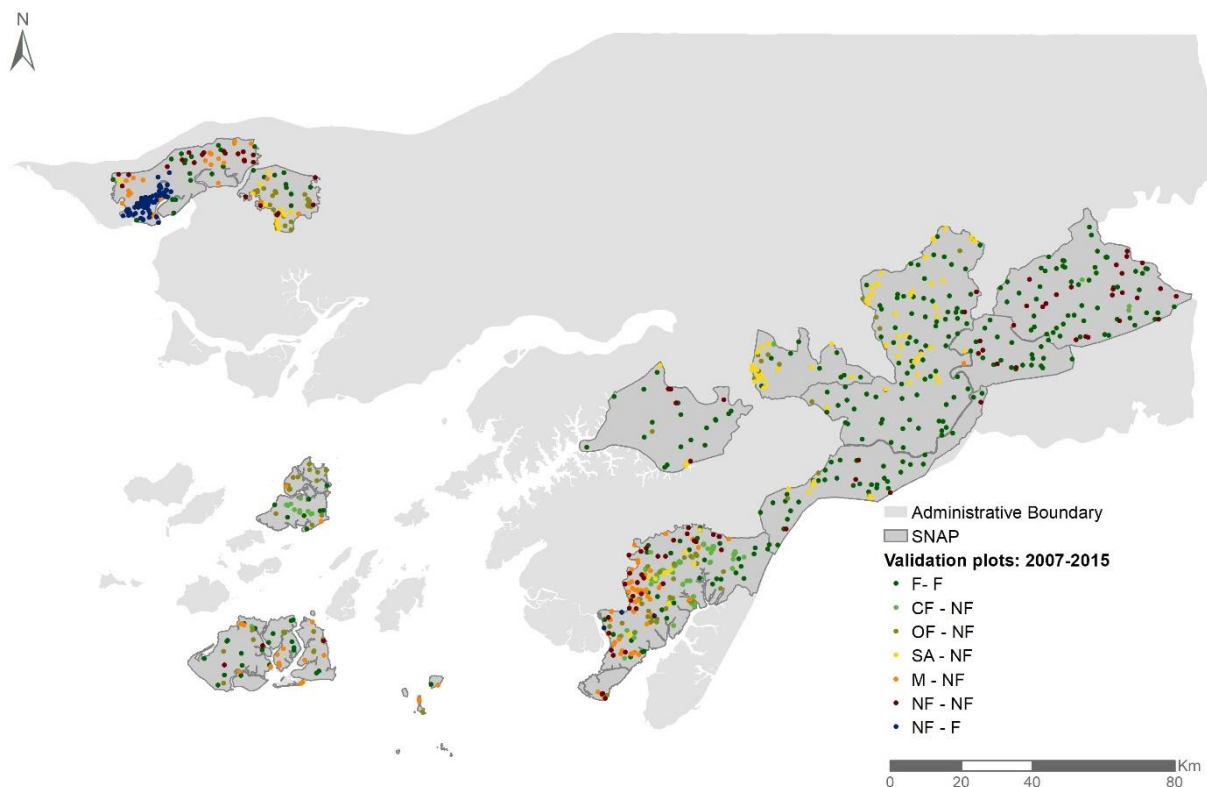 N
Administrative Boundary
SNAP
Validation plots: 2007-2015
F- F
CF - NF
OF - NF
SA - NF
M - NF
NF - NF
NF - F
Km
0 20 40 80